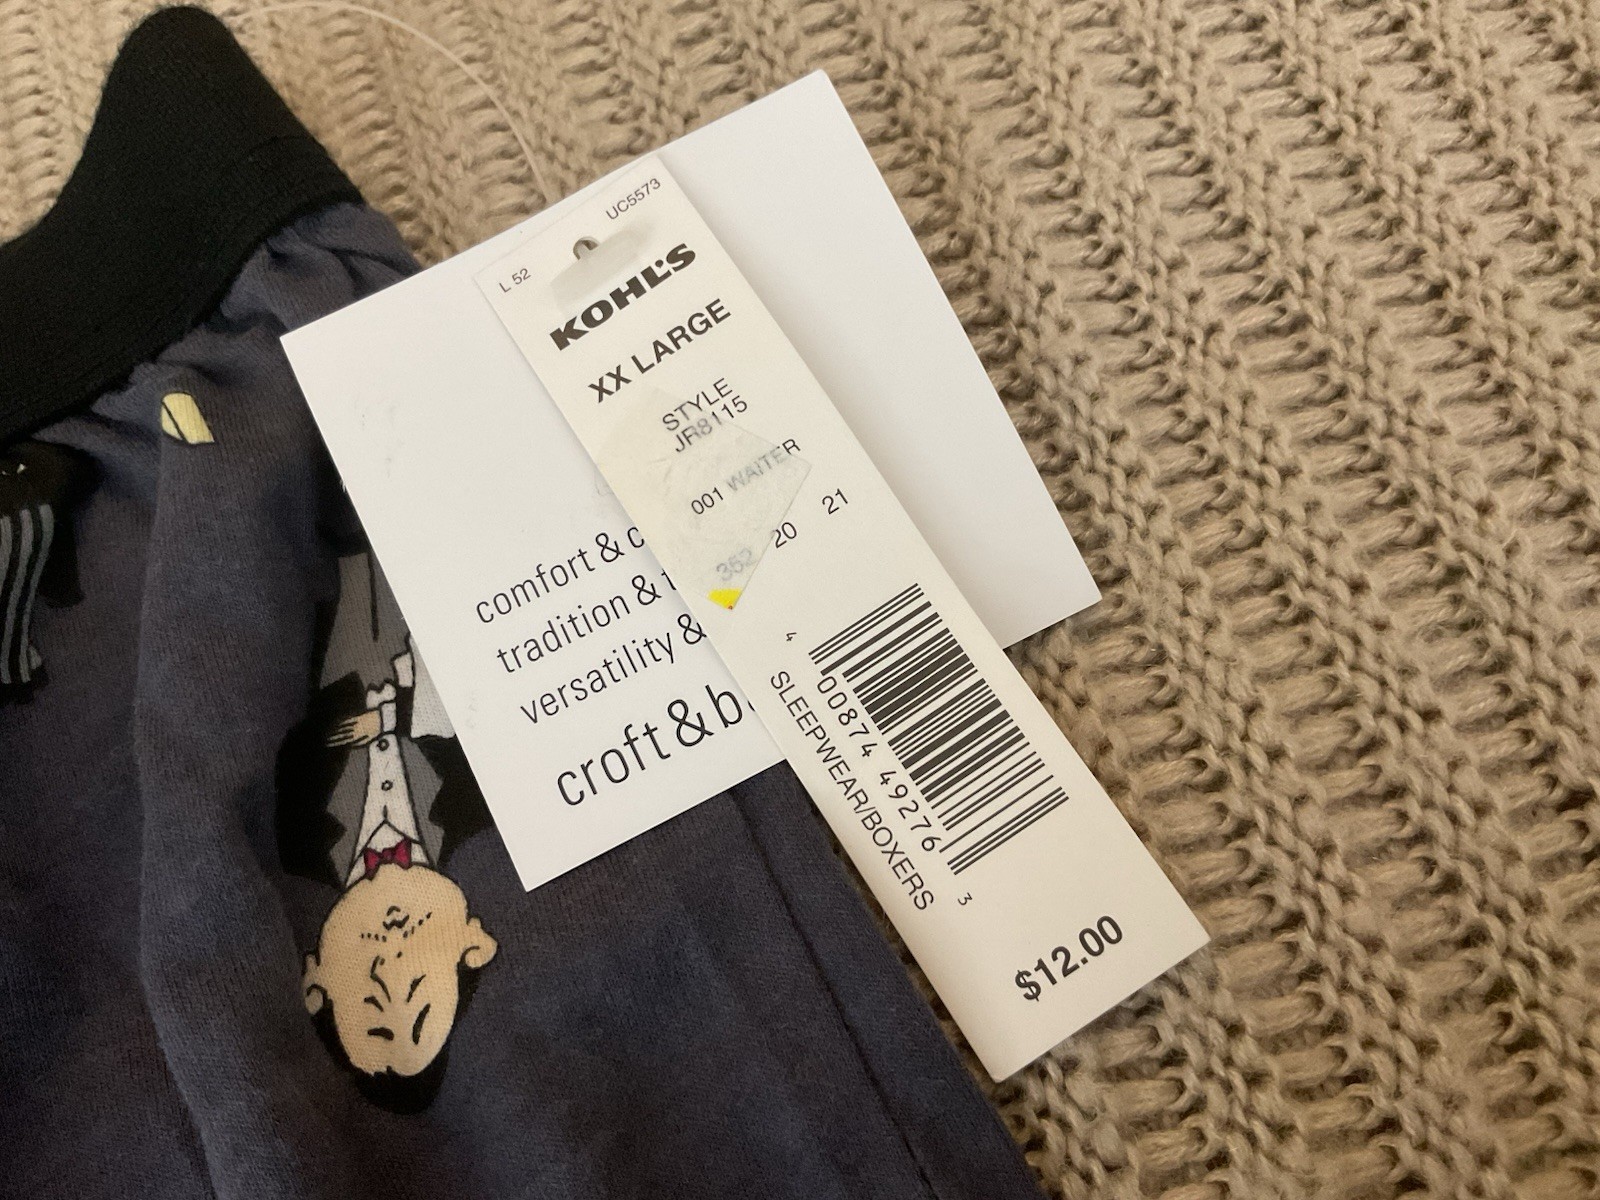 UC5573
L 52
KOHL'S
XX LARGE
STYLE
JR8115
001 WAITER
362 20 21
4 00874 49276 3
SLEEPWEAR/BOXERS
$12.00
comfort & c
tradition & t
versatility &
croft & b